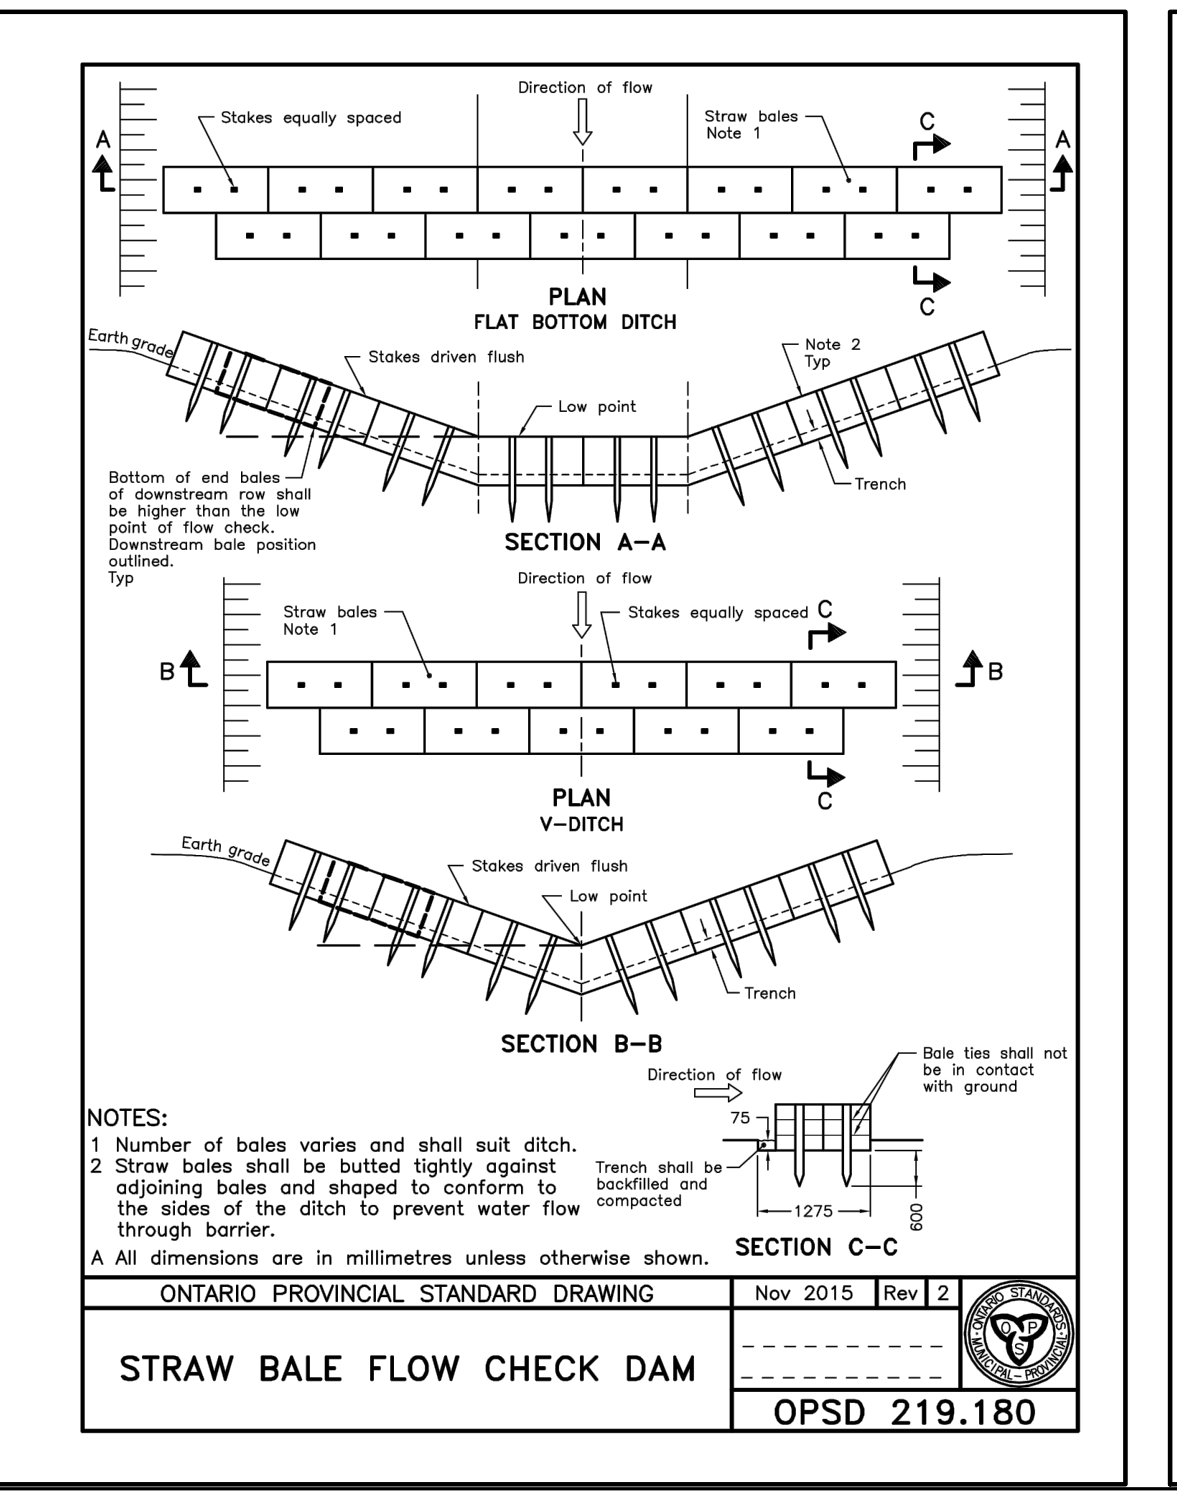 Direction of flow
Stakes equally spaced
Straw bales
Note 1
C
A
A
C
PLAN
FLAT BOTTOM DITCH
Earth grade
Stakes driven flush
Note 2
Typ
Low point
Bottom of end bales
of downstream row shall
be higher than the low
point of flow check.
Downstream bale position
outlined.
Typ
Trench
SECTION A-A
Direction of flow
Straw bales
Note 1
Stakes equally spaced
C
B
B
C
PLAN
V-DITCH
Earth grade
Stakes driven flush
Low point
Trench
SECTION B-B
Direction of flow
Bale ties shall not
be in contact
with ground
75
Trench shall be
backfilled and
compacted
1275
600
SECTION C-C
NOTES:
1 Number of bales varies and shall suit ditch.
2 Straw bales shall be butted tightly against
adjoining bales and shaped to conform to
the sides of the ditch to prevent water flow
through barrier.
A All dimensions are in millimetres unless otherwise shown.
ONTARIO PROVINCIAL STANDARD DRAWING
Nov 2015 Rev 2
STRAW BALE FLOW CHECK DAM
ONTARIO STANDARDS
MUNICIPAL - PROVINCIAL
O P S
OPSD 219.180